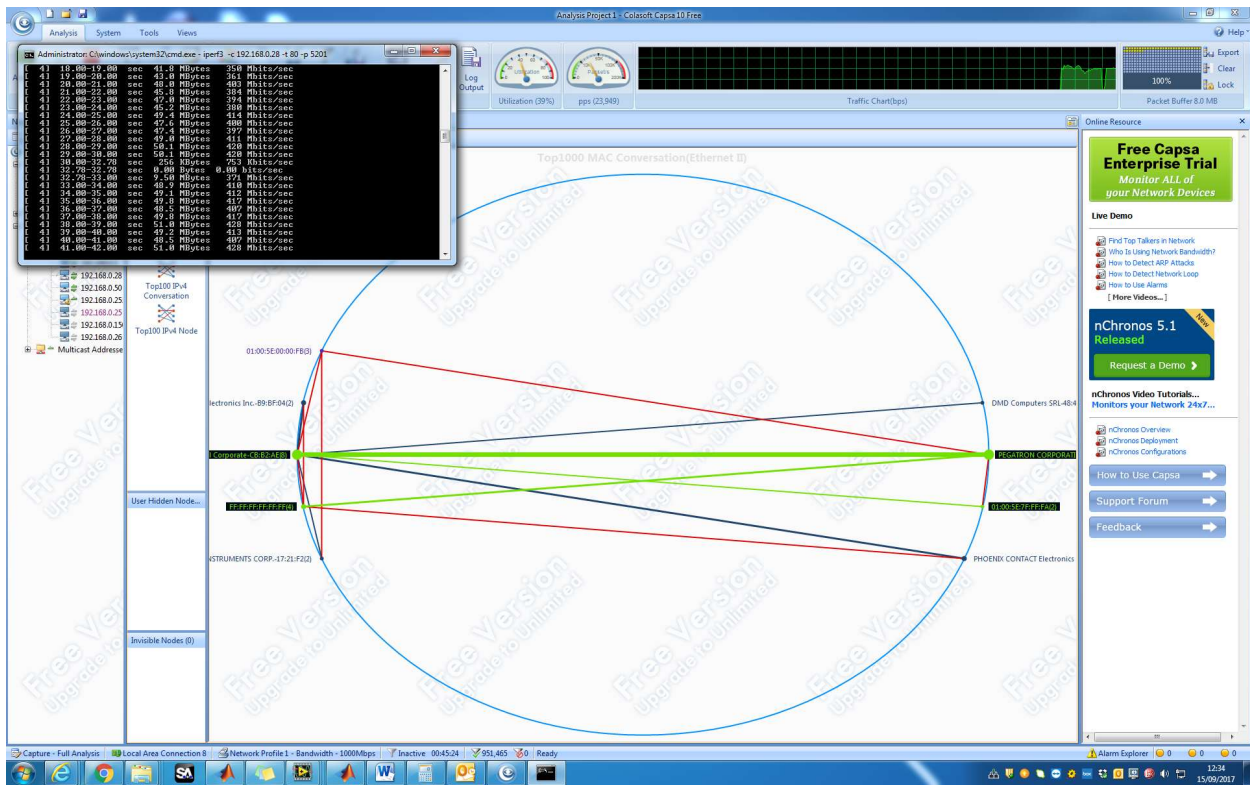 Analysis Project 1 - Colasoft Capsa 10 Free
Analysis
System
Tools
Views
Help
Administrator: C:\windows\system32\cmd.exe - iperf3 -c 192.168.0.28 -t 80 -p 5201
[ 4] 18.00-19.00 sec 41.8 MBytes 350 Mbits/sec
[ 4] 19.00-20.00 sec 43.0 MBytes 361 Mbits/sec
[ 4] 20.00-21.00 sec 48.0 MBytes 403 Mbits/sec
[ 4] 21.00-22.00 sec 45.8 MBytes 384 Mbits/sec
[ 4] 22.00-23.00 sec 47.0 MBytes 394 Mbits/sec
[ 4] 23.00-24.00 sec 45.2 MBytes 380 Mbits/sec
[ 4] 24.00-25.00 sec 49.4 MBytes 414 Mbits/sec
[ 4] 25.00-26.00 sec 47.6 MBytes 400 Mbits/sec
[ 4] 26.00-27.00 sec 47.4 MBytes 397 Mbits/sec
[ 4] 27.00-28.00 sec 49.0 MBytes 411 Mbits/sec
[ 4] 28.00-29.00 sec 50.1 MBytes 420 Mbits/sec
[ 4] 29.00-30.00 sec 50.1 MBytes 420 Mbits/sec
[ 4] 30.00-32.78 sec 256 KBytes 753 Kbits/sec
[ 4] 32.78-32.78 sec 0.00 Bytes 0.00 bits/sec
[ 4] 32.78-33.00 sec 9.50 MBytes 371 Mbits/sec
[ 4] 33.00-34.00 sec 48.9 MBytes 410 Mbits/sec
[ 4] 34.00-35.00 sec 49.1 MBytes 412 Mbits/sec
[ 4] 35.00-36.00 sec 49.8 MBytes 417 Mbits/sec
[ 4] 36.00-37.00 sec 48.5 MBytes 407 Mbits/sec
[ 4] 37.00-38.00 sec 49.8 MBytes 417 Mbits/sec
[ 4] 38.00-39.00 sec 51.0 MBytes 428 Mbits/sec
[ 4] 39.00-40.00 sec 49.2 MBytes 413 Mbits/sec
[ 4] 40.00-41.00 sec 48.5 MBytes 407 Mbits/sec
[ 4] 41.00-42.00 sec 51.0 MBytes 428 Mbits/sec
Log
Output
Utilization (39%)
pps (23,949)
Traffic Chart(bps)
100%
Export
Clear
Lock
Packet Buffer 8.0 MB
192.168.0.28
192.168.0.50
192.168.0.25
192.168.0.25
192.168.0.15
192.168.0.26
Multicast Addresse
Top100 IPv4
Conversation
Top100 IPv4 Node
User Hidden Node...
Invisible Nodes (0)
Top1000 MAC Conversation(Ethernet II)
01:00:5E:00:00:FB(3)
lectronics Inc.-B9:BF:04(2)
Corporate-CB:B2:AE(8)
FF:FF:FF:FF:FF:FF(4)
NSTRUMENTS CORP.-17:21:F2(2)
DMD Computers SRL-48:4
PEGATRON CORPORATI
01:00:5E:7F:FF:FA(2)
PHOENIX CONTACT Electronics
Free Version
Upgrade to Unlimited
Online Resource
Free Capsa
Enterprise Trial
Monitor ALL of
your Network Devices
Live Demo
Find Top Talkers in Network
Who Is Using Network Bandwidth?
How to Detect ARP Attacks
How to Detect Network Loop
How to Use Alarms
[ More Videos... ]
New
nChronos 5.1
Released
Request a Demo
nChronos Video Tutorials...
Monitors your Network 24x7...
nChronos Overview
nChronos Deployment
nChronos Configurations
How to Use Capsa
Support Forum
Feedback
Capture - Full Analysis
Local Area Connection 8
Network Profile 1 - Bandwidth - 1000Mbps
Inactive
00:45:24
951,465
0
Ready
Alarm Explorer
0
0
0
12:34
15/09/2017